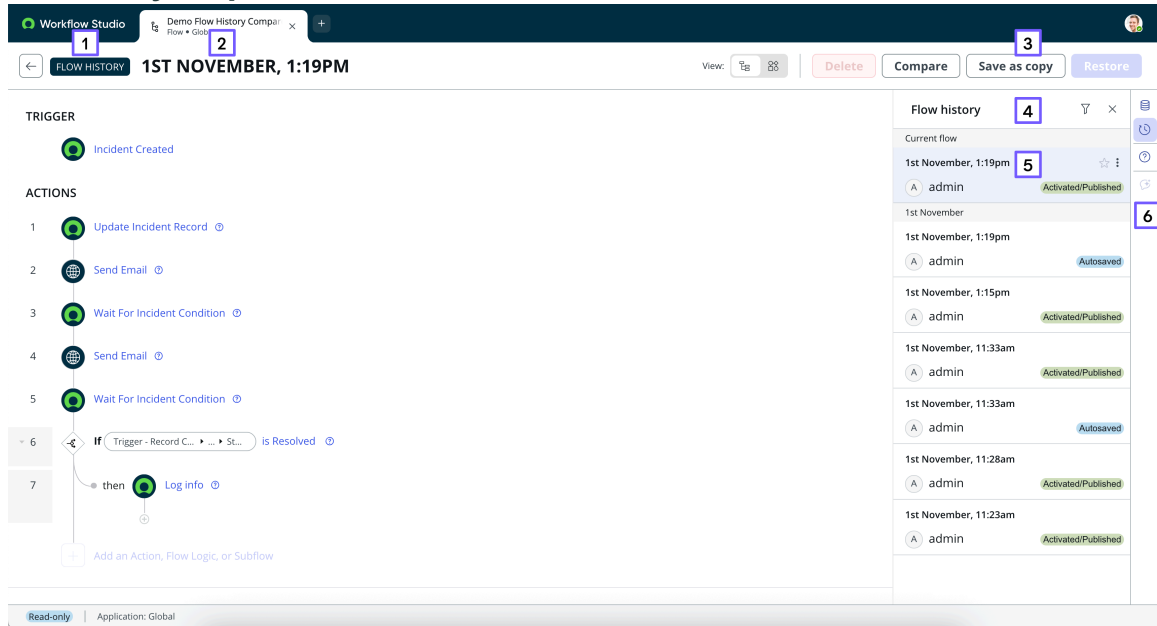 Workflow Studio
Demo Flow History Compar
Flow • Glob
1
2
3
FLOW HISTORY
1ST NOVEMBER, 1:19PM
View:
Delete
Compare
Save as copy
Restore
TRIGGER
Incident Created
ACTIONS
1 Update Incident Record
2 Send Email
3 Wait For Incident Condition
4 Send Email
5 Wait For Incident Condition
6 If Trigger - Record C... ▸ ... ▸ St... is Resolved
7 then Log info
Add an Action, Flow Logic, or Subflow
Flow history
4
Current flow
1st November, 1:19pm
5
A admin Activated/Published
6
1st November
1st November, 1:19pm
A admin Autosaved
1st November, 1:15pm
A admin Activated/Published
1st November, 11:33am
A admin Activated/Published
1st November, 11:33am
A admin Autosaved
1st November, 11:28am
A admin Activated/Published
1st November, 11:23am
A admin Activated/Published
Read-only
Application: Global